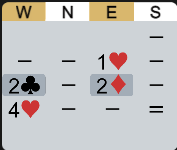 W N E S
–
– – 1♥ –
2♣ – 2♦ –
4♥ – – =